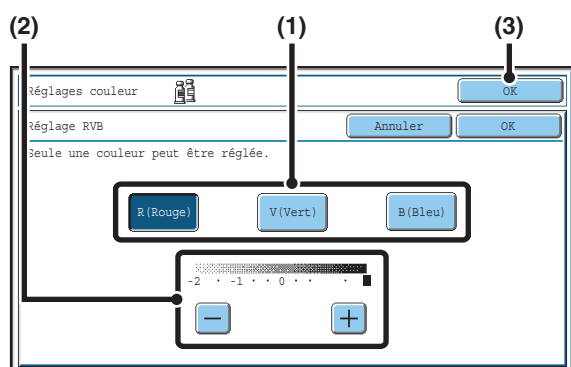 (2) (1) (3)
Réglages couleur OK
Réglage RVB Annuler OK
Seule une couleur peut être réglée.
R(Rouge) V(Vert) B(Bleu)
-2 · -1 · · 0 · · ·
− +